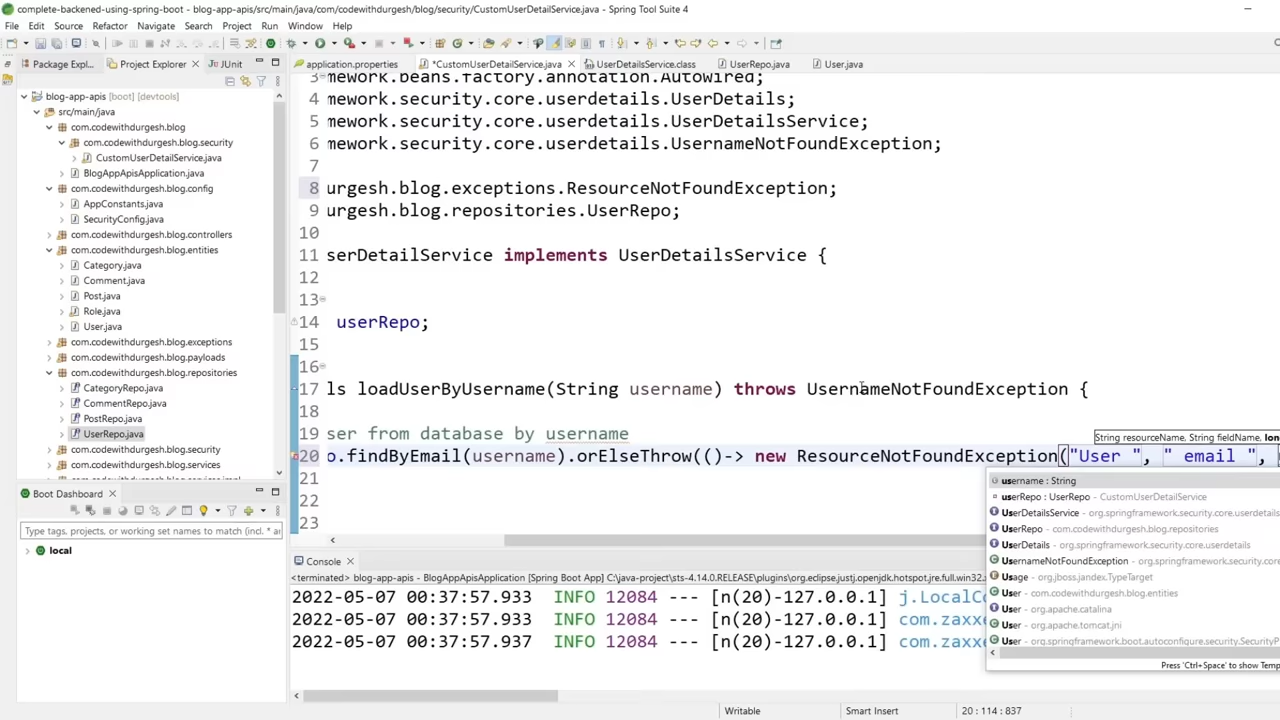 complete-backened-using-spring-boot - blog-app-apis/src/main/java/com/codewithdurgesh/blog/security/CustomUserDetailService.java - Spring Tool Suite 4
File Edit Source Refactor Navigate Search Project Run Window Help
Package Expl... Project Explorer JUnit
application.properties *CustomUserDetailService.java UserDetailsService.class UserRepo.java User.java
blog-app-apis [boot] [devtools]
src/main/java
com.codewithdurgesh.blog
com.codewithdurgesh.blog.security
CustomUserDetailService.java
BlogAppApisApplication.java
com.codewithdurgesh.blog.config
AppConstants.java
SecurityConfig.java
com.codewithdurgesh.blog.controllers
com.codewithdurgesh.blog.entities
Category.java
Comment.java
Post.java
Role.java
User.java
com.codewithdurgesh.blog.exceptions
com.codewithdurgesh.blog.payloads
com.codewithdurgesh.blog.repositories
CategoryRepo.java
CommentRepo.java
PostRepo.java
UserRepo.java
com.codewithdurgesh.blog.security
com.codewithdurgesh.blog.services
Boot Dashboard
Type tags, projects, or working set names to match (incl. * a
local
3 mework.beans.factory.annotation.Autowired;
4 mework.security.core.userdetails.UserDetails;
5 mework.security.core.userdetails.UserDetailsService;
6 mework.security.core.userdetails.UsernameNotFoundException;
7
8 urgesh.blog.exceptions.ResourceNotFoundException;
9 urgesh.blog.repositories.UserRepo;
10
11 serDetailService implements UserDetailsService {
12
13
14 userRepo;
15
16
17 ls loadUserByUsername(String username) throws UsernameNotFoundException {
18
19 ser from database by username
String resourceName, String fieldName, lon
20 o.findByEmail(username).orElseThrow(()-> new ResourceNotFoundException("User ", " email ",
21
22
23
username : String
userRepo : UserRepo - CustomUserDetailService
UserDetailsService - org.springframework.security.core.userdetails
UserRepo - com.codewithdurgesh.blog.repositories
UserDetails - org.springframework.security.core.userdetails
UsernameNotFoundException - org.springframework.security.core
Usage - org.jboss.jandex.TypeTarget
User - com.codewithdurgesh.blog.entities
User - org.apache.catalina
User - org.apache.tomcat.jni
User - org.springframework.boot.autoconfigure.security.SecurityP
Press 'Ctrl+Space' to show Temp
Console
<terminated> blog-app-apis - BlogAppApisApplication [Spring Boot App] C:\java-project\sts-4.14.0.RELEASE\plugins\org.eclipse.justj.openjdk.hotspot.jre.full.win32.
2022-05-07 00:37:57.933 INFO 12084 --- [n(20)-127.0.0.1] j.LocalCo
2022-05-07 00:37:57.933 INFO 12084 --- [n(20)-127.0.0.1] com.zaxxe
2022-05-07 00:37:57.937 INFO 12084 --- [n(20)-127.0.0.1] com.zaxxe
Writable Smart Insert 20 : 114 : 837